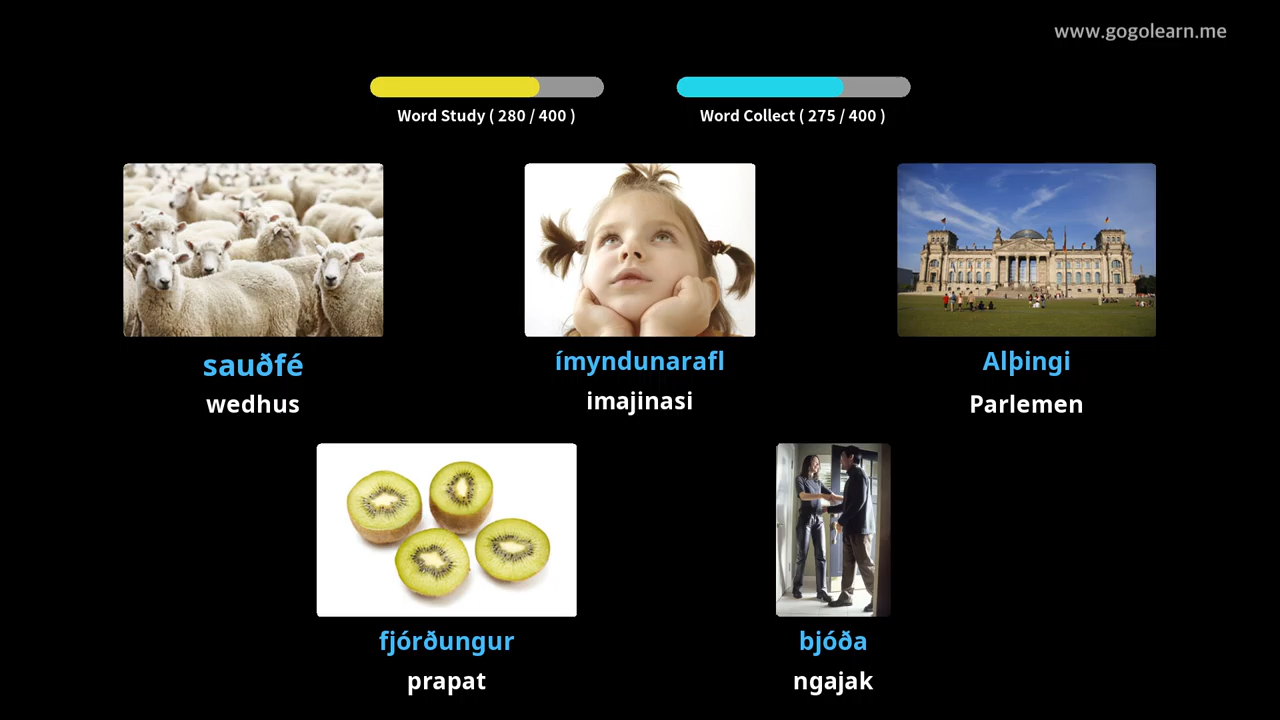 www.gogolearn.me
Word Study ( 280 / 400 )
Word Collect ( 275 / 400 )
sauðfé
wedhus
ímyndunarafl
imajinasi
Alþingi
Parlemen
fjórðungur
prapat
bjóða
ngajak